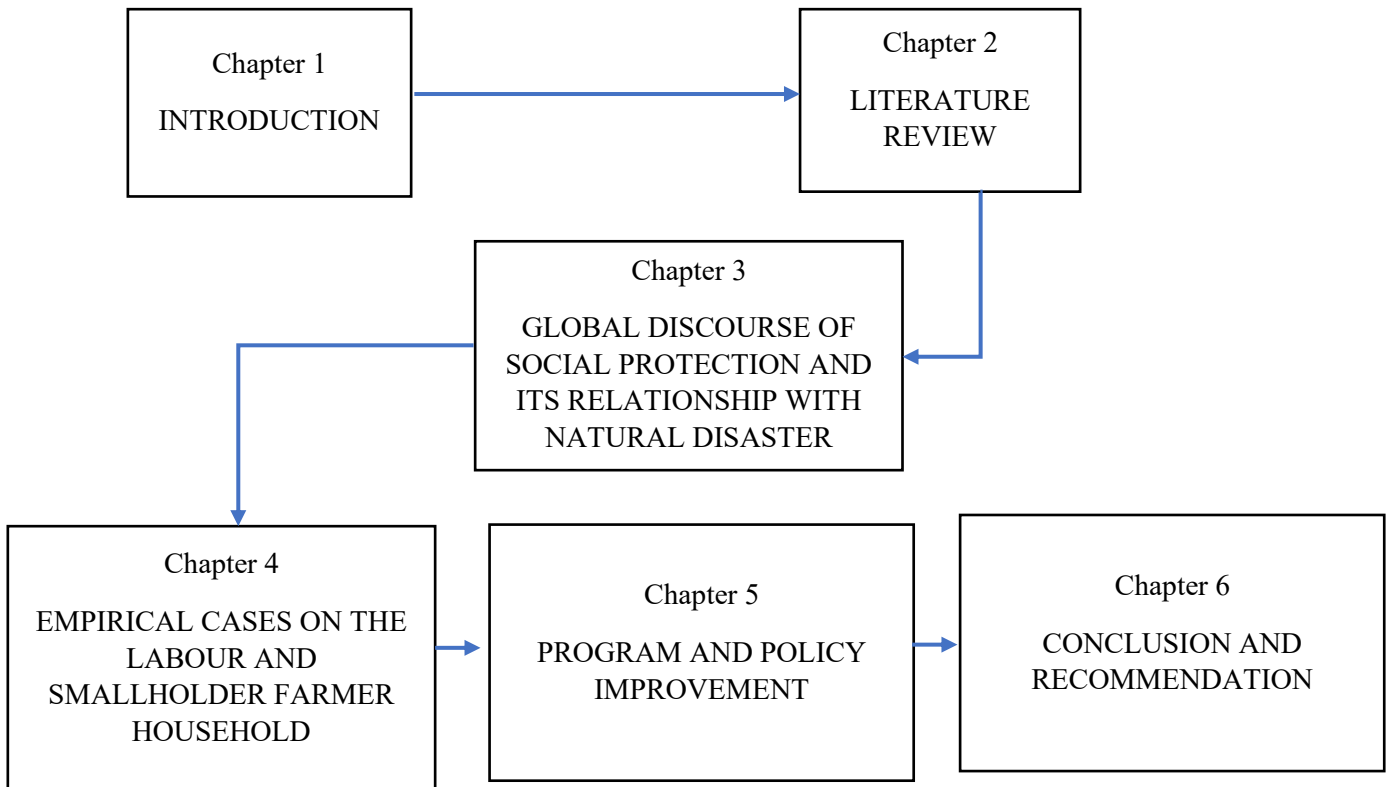 Chapter 1
INTRODUCTION
Chapter 2
LITERATURE
REVIEW
Chapter 3
GLOBAL DISCOURSE OF
SOCIAL PROTECTION AND
ITS RELATIONSHIP WITH
NATURAL DISASTER
Chapter 4
EMPIRICAL CASES ON THE
LABOUR AND
SMALLHOLDER FARMER
HOUSEHOLD
Chapter 5
PROGRAM AND POLICY
IMPROVEMENT
Chapter 6
CONCLUSION AND
RECOMMENDATION